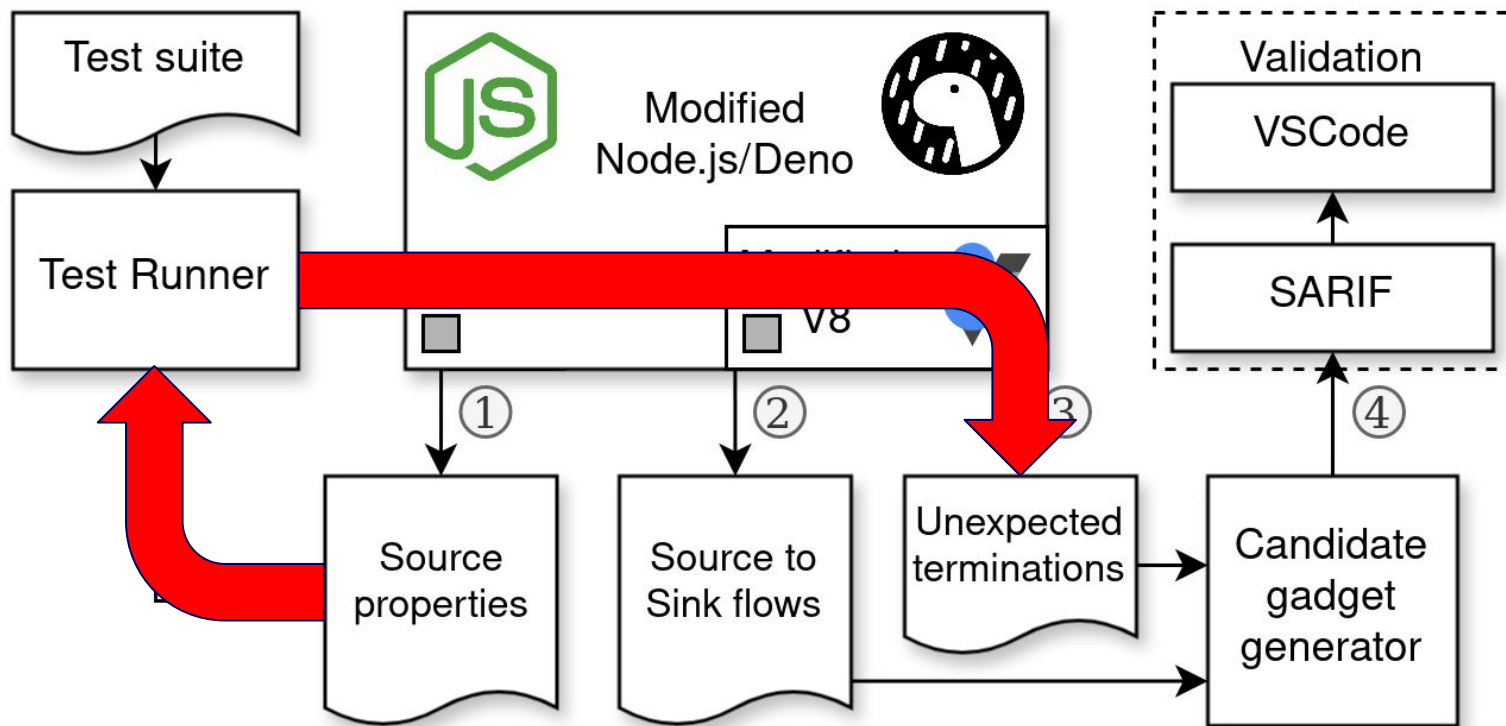 Test suite
JS
Modified
Node.js/Deno
Validation
VSCode
Test Runner
V8
SARIF
1
2
3
4
Source
properties
Source to
Sink flows
Unexpected
terminations
Candidate
gadget
generator